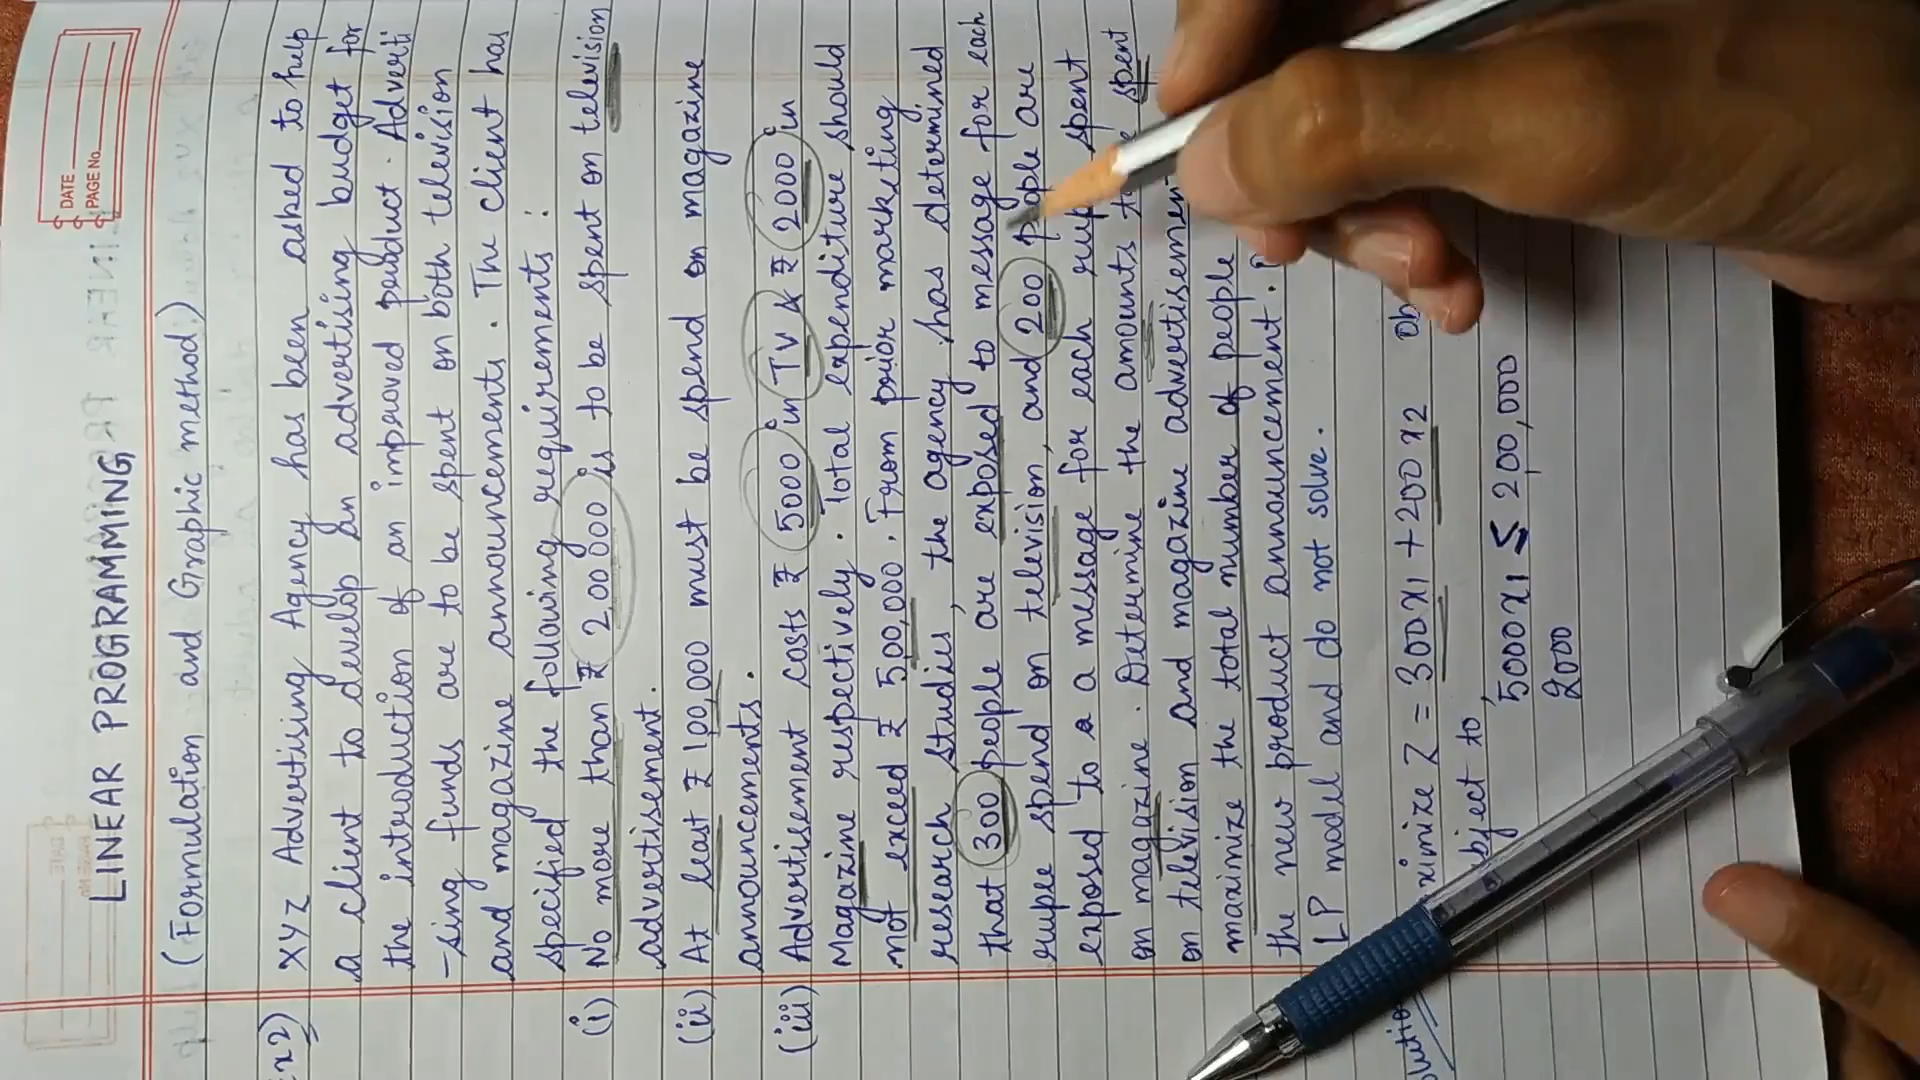 DATE
PAGE No.
LINEAR PROGRAMMING
(Formulation and Graphic method)
Ex2) XYZ Advertising Agency has been asked to help
a client to develop an advertising budget for
the introduction of an improved product. Adverti
-sing funds are to be spent on both television
and magazine announcements. The client has
specified the following requirements:
(i) No more than ₹ 2,00,000 is to be spent on television
advertisement.
(ii) At least ₹ 100,000 must be spend on magazine
announcements.
(iii) Advertisement costs ₹ 5000 in TV & ₹ 2000 in
Magazine respectively. Total expenditure should
not exceed ₹ 500,000. From prior marketing
research studies, the agency has determined
that 300 people are exposed to message for each
rupee spend on television, and 200 people are
exposed to a message for each rupee spent
on magazine. Determine the amounts to be spent
on television and magazine advertisement
maximize the total number of people
the new product announcement.
LP model and do not solve.
ximize Z = 300x1 + 200x2
bject to,
5000x1 ≤ 2,00,000
2000